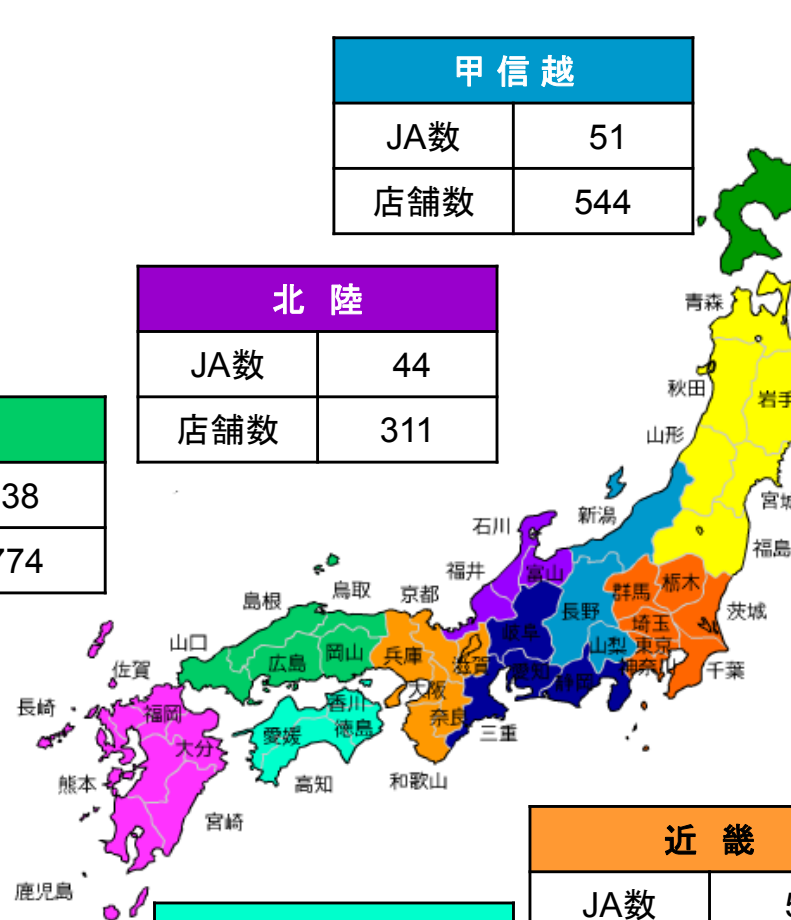 甲 信 越
JA数 51
店舗数 544
北 陸
JA数 44
店舗数 311
38
774
青森
秋田
岩手
山形
宮城
新潟
福島
石川
福井
富山
群馬
栃木
茨城
島根
鳥取
京都
長野
埼玉
山口
広島
岡山
兵庫
滋賀
岐阜
山梨
東京
神奈川
千葉
佐賀
大阪
愛知
静岡
長崎
福岡
香川
奈良
大分
愛媛
徳島
三重
熊本
高知
和歌山
宮崎
鹿児島
近 畿
JA数